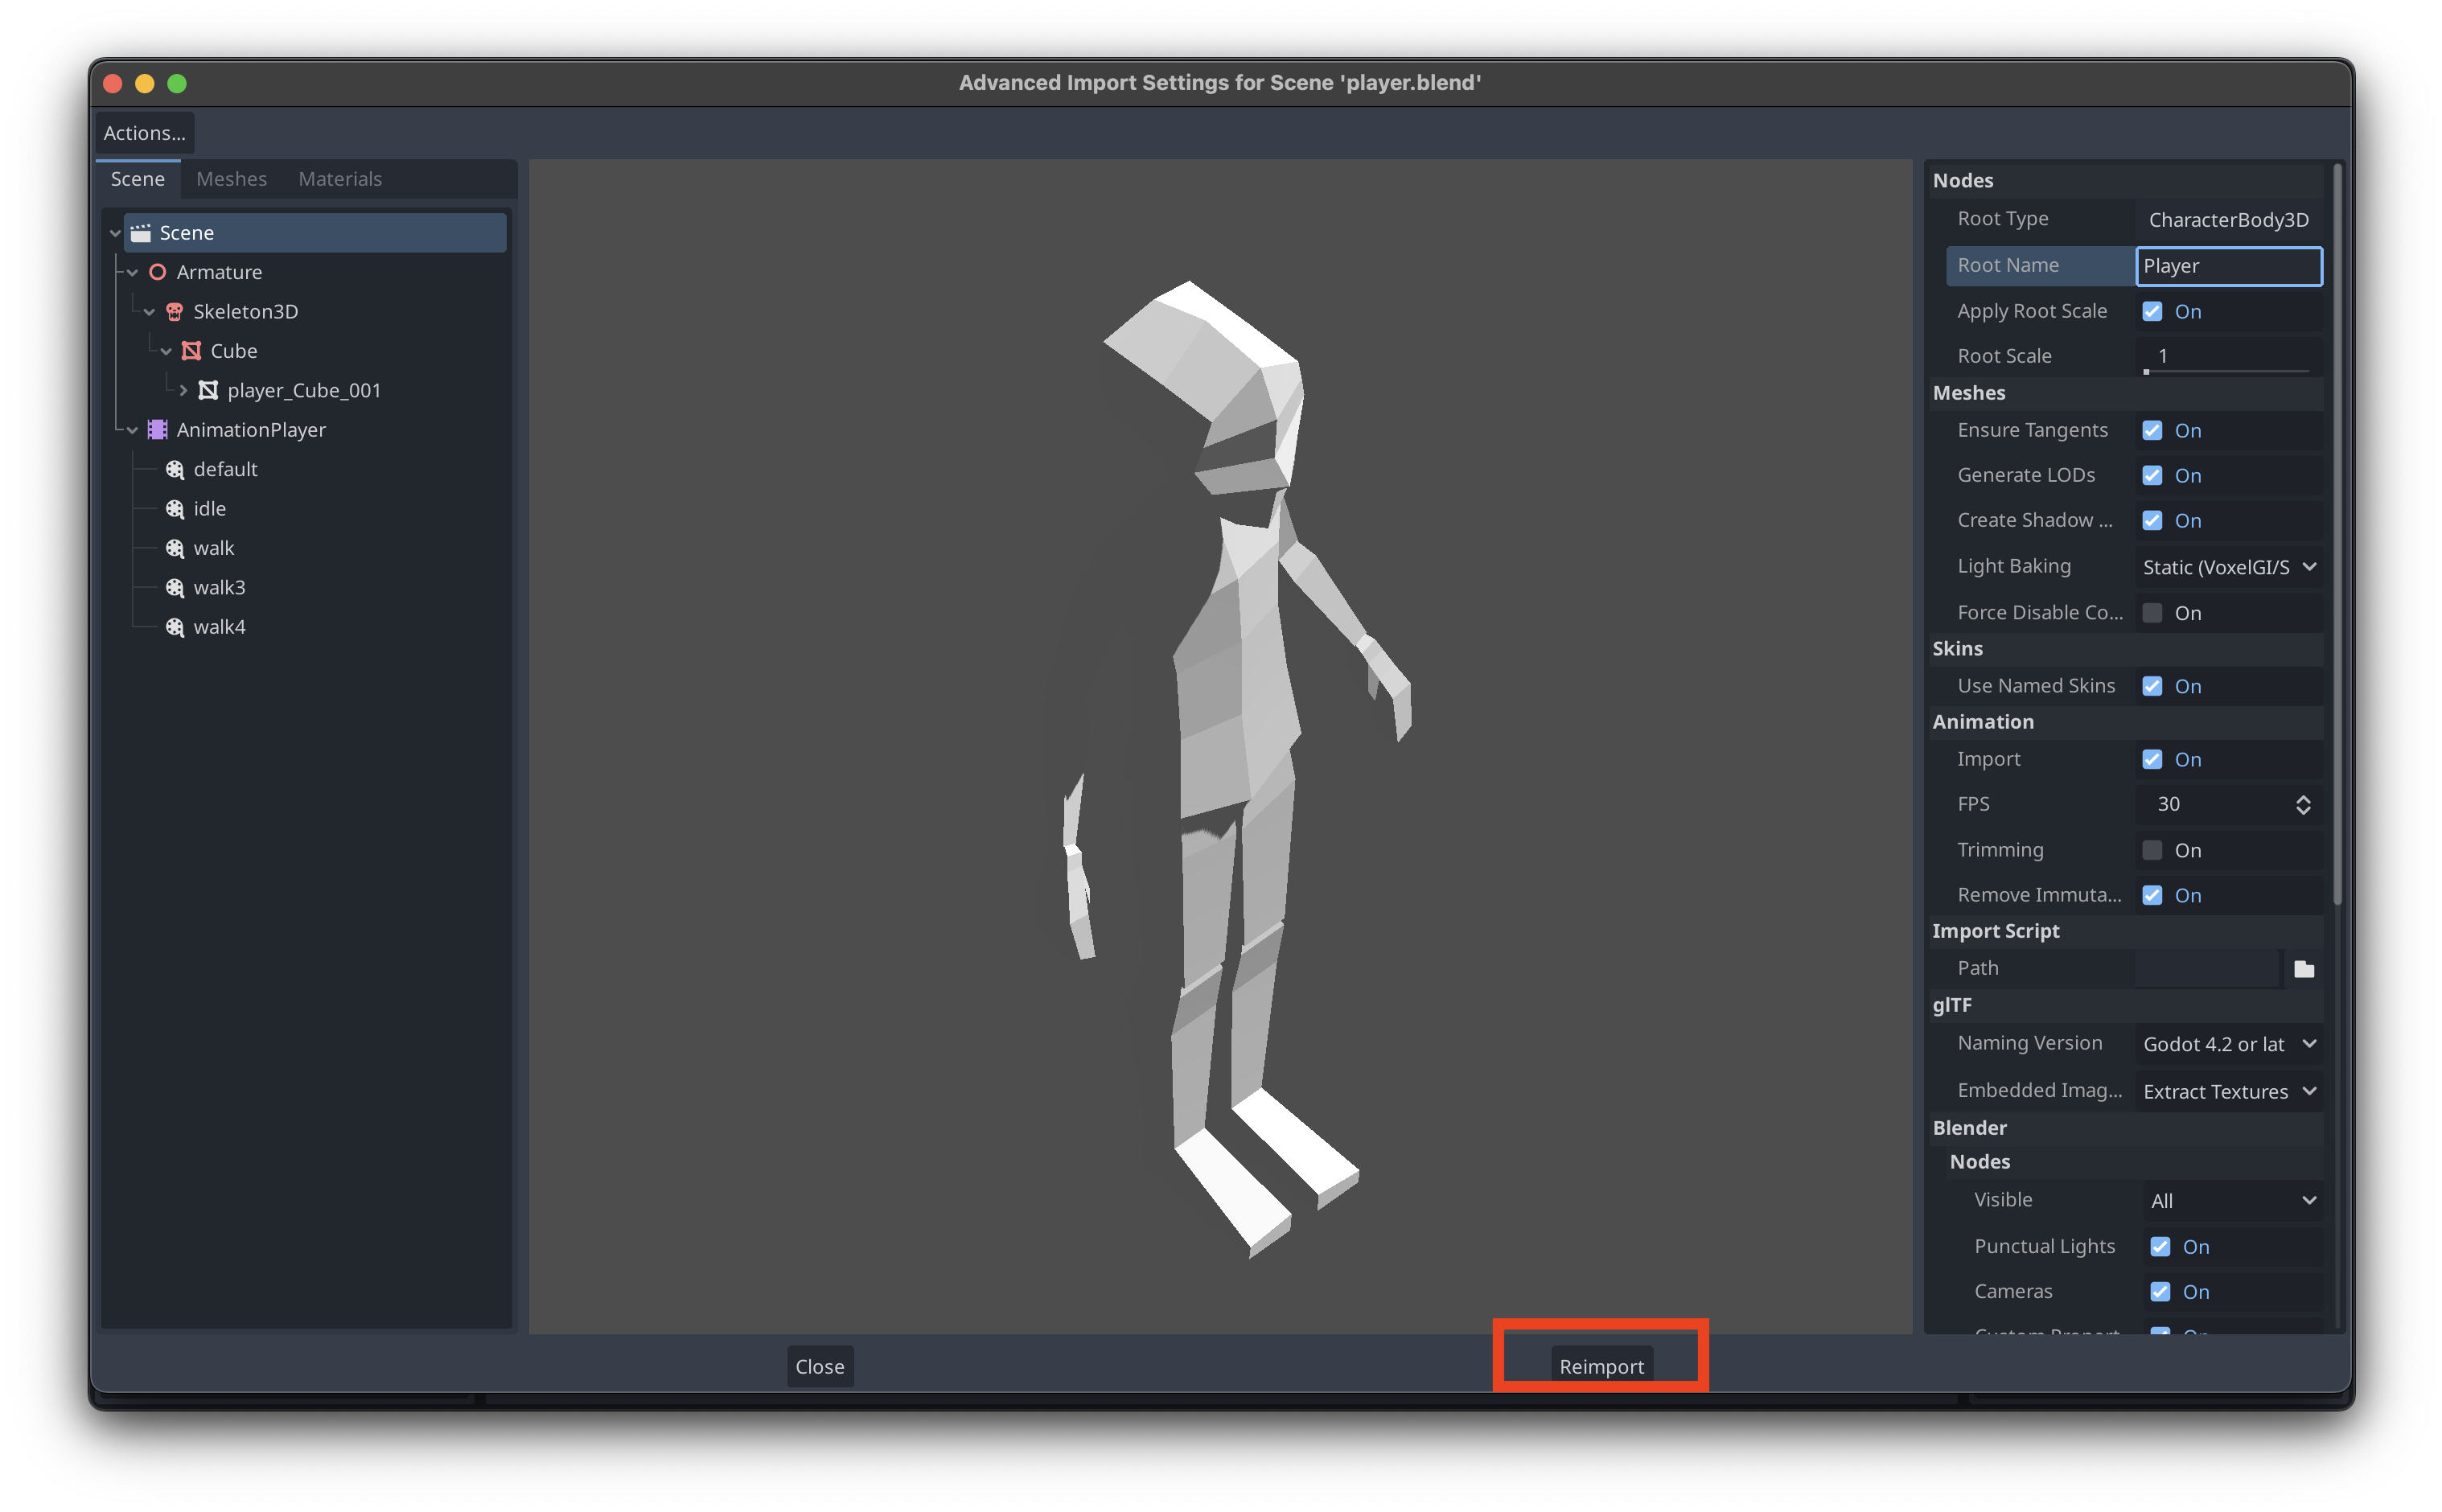 Advanced Import Settings for Scene 'player.blend'
Actions...
Scene Meshes Materials
Scene
Armature
Skeleton3D
Cube
player_Cube_001
AnimationPlayer
default
idle
walk
walk3
walk4
Nodes
Root Type CharacterBody3D
Root Name Player
Apply Root Scale On
Root Scale 1
Meshes
Ensure Tangents On
Generate LODs On
Create Shadow ... On
Light Baking Static (VoxelGI/S
Force Disable Co... On
Skins
Use Named Skins On
Animation
Import On
FPS 30
Trimming On
Remove Immuta... On
Import Script
Path
glTF
Naming Version Godot 4.2 or lat
Embedded Imag... Extract Textures
Blender
Nodes
Visible All
Punctual Lights On
Cameras On
Close Reimport